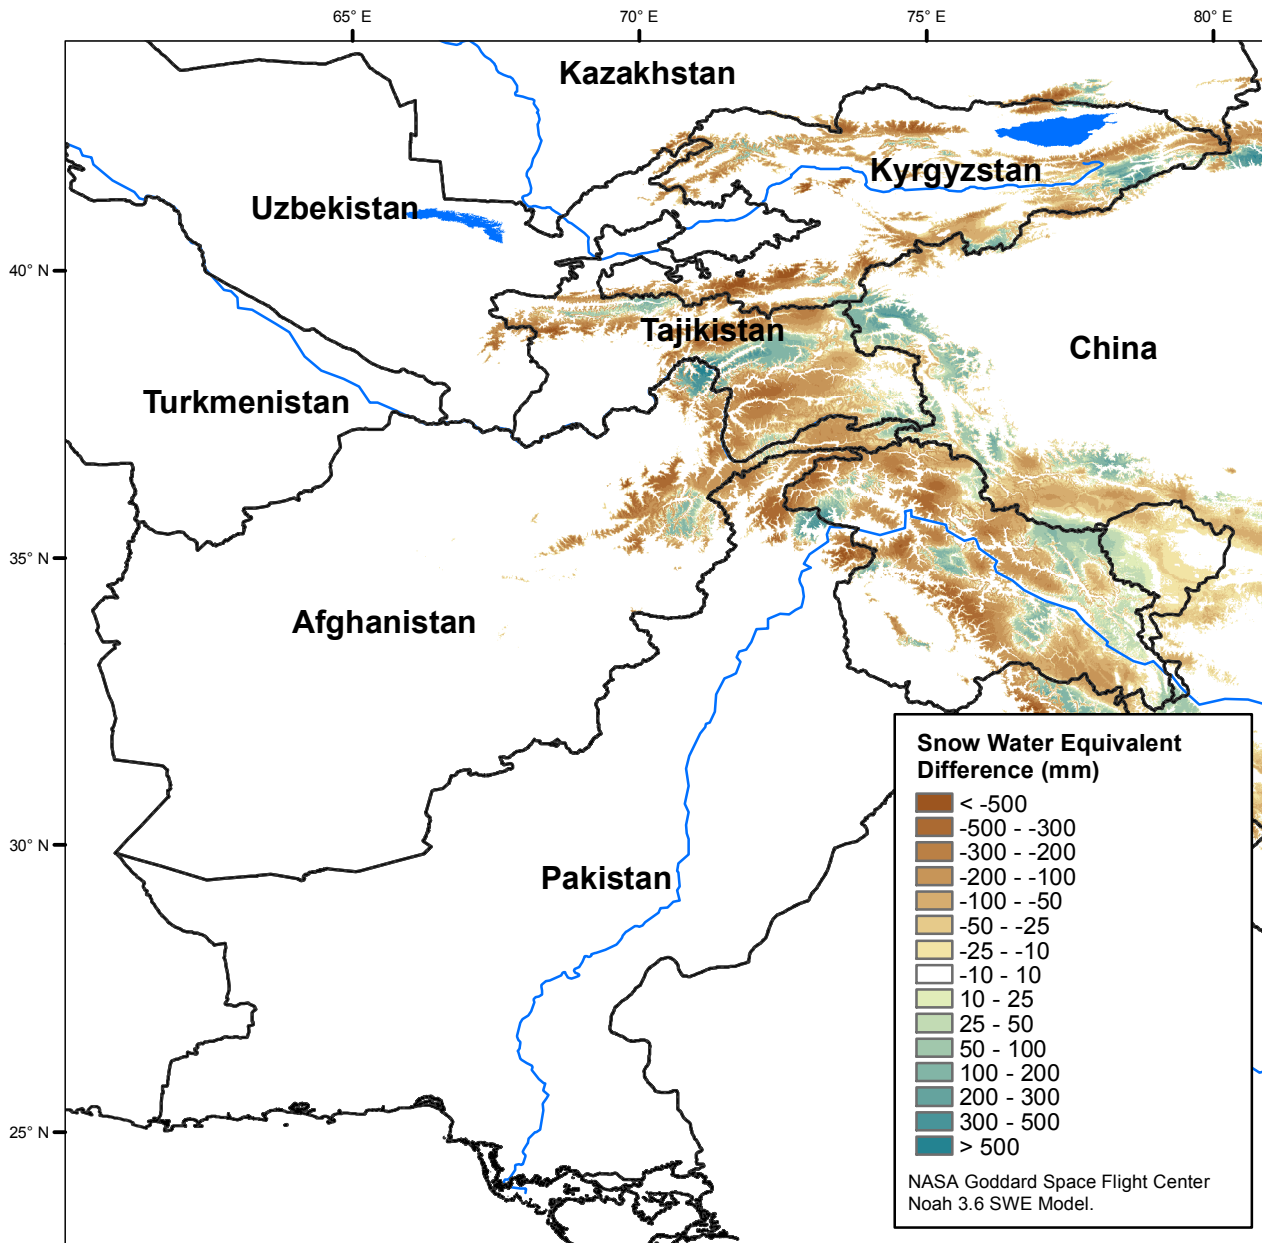 65° E
70° E
75° E
80° E
Kazakhstan
Kyrgyzstan
Uzbekistan
40° N
Tajikistan
China
Turkmenistan
35° N
Afghanistan
30° N
Pakistan
25° N
Snow Water Equivalent
Difference (mm)
< -500
-500 - -300
-300 - -200
-200 - -100
-100 - -50
-50 - -25
-25 - -10
-10 - 10
10 - 25
25 - 50
50 - 100
100 - 200
200 - 300
300 - 500
> 500
NASA Goddard Space Flight Center
Noah 3.6 SWE Model.